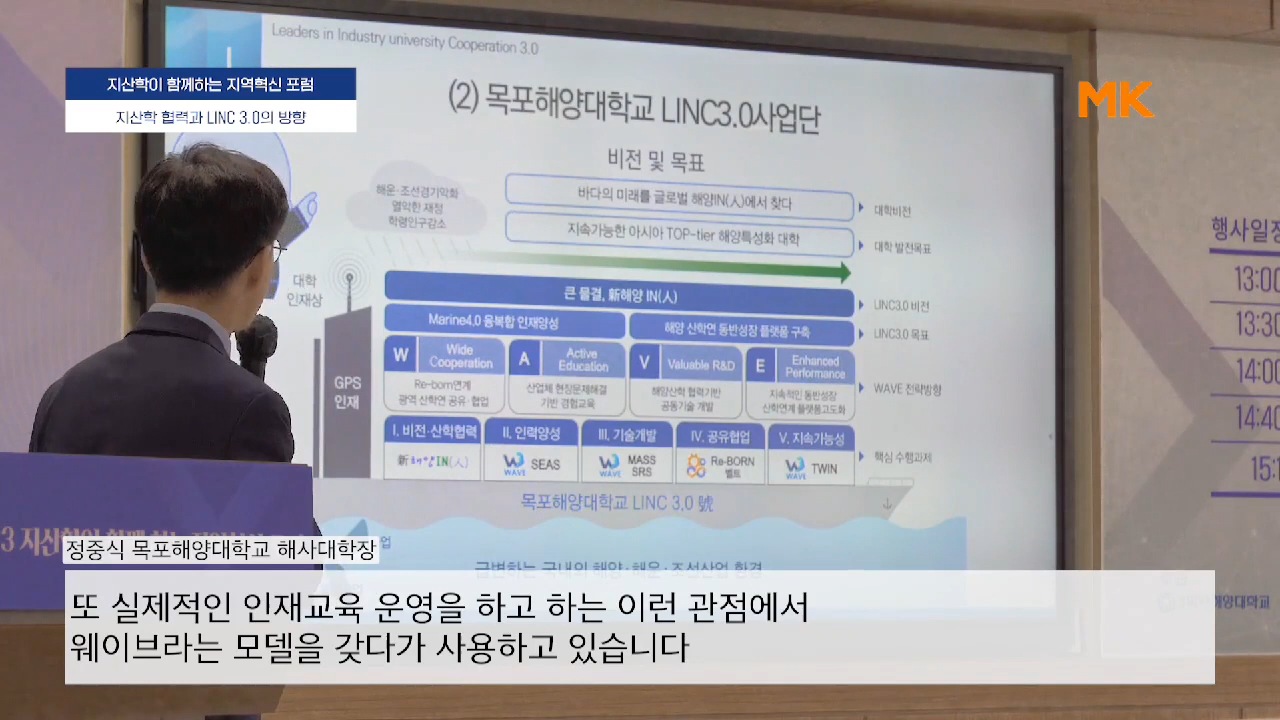 Leaders in Industry university Cooperation 3.0
지산학이 함께하는 지역혁신 포럼
지산학 협력과 LINC 3.0의 방향
MK
(2) 목포해양대학교 LINC3.0사업단
비전 및 목표
해운·조선경기악화
열악한 재정
학령인구감소
바다의 미래를 글로벌 해양IN(人)에서 찾다
대학비전
지속가능한 아시아 TOP-tier 해양특성화 대학
대학 발전목표
대학
인재상
큰 물결, 新해양 IN(人)
LINC3.0 비전
Marine4.0 융복합 인재양성
해양 산학연 동반성장 플랫폼 구축
LINC3.0 목표
GPS
인재
W Wide Cooperation
Re-born연계
광역 산학연 공유·협업
A Active Education
산업체 현장문제해결
기반 경험교육
V Valuable R&D
해양산학 협력기반
공동기술 개발
E Enhanced Performance
지속적인 동반성장
산학연계 플랫폼고도화
WAVE 전략방향
I. 비전·산학협력
新해양IN(人)
II. 인력양성
WAVE SEAS
III. 기술개발
WAVE MASS SRS
IV. 공유협업
Re-BORN 벨트
V. 지속가능성
WAVE TWIN
핵심 수행과제
목포해양대학교 LINC 3.0 號
급변하는 국내외 해양·해운·조선산업 환경
행사일정
13:00
13:30
14:00
14:40
15:1
해양대학교
업
정중식 목포해양대학교 해사대학장
또 실제적인 인재교육 운영을 하고 하는 이런 관점에서
웨이브라는 모델을 갖다가 사용하고 있습니다